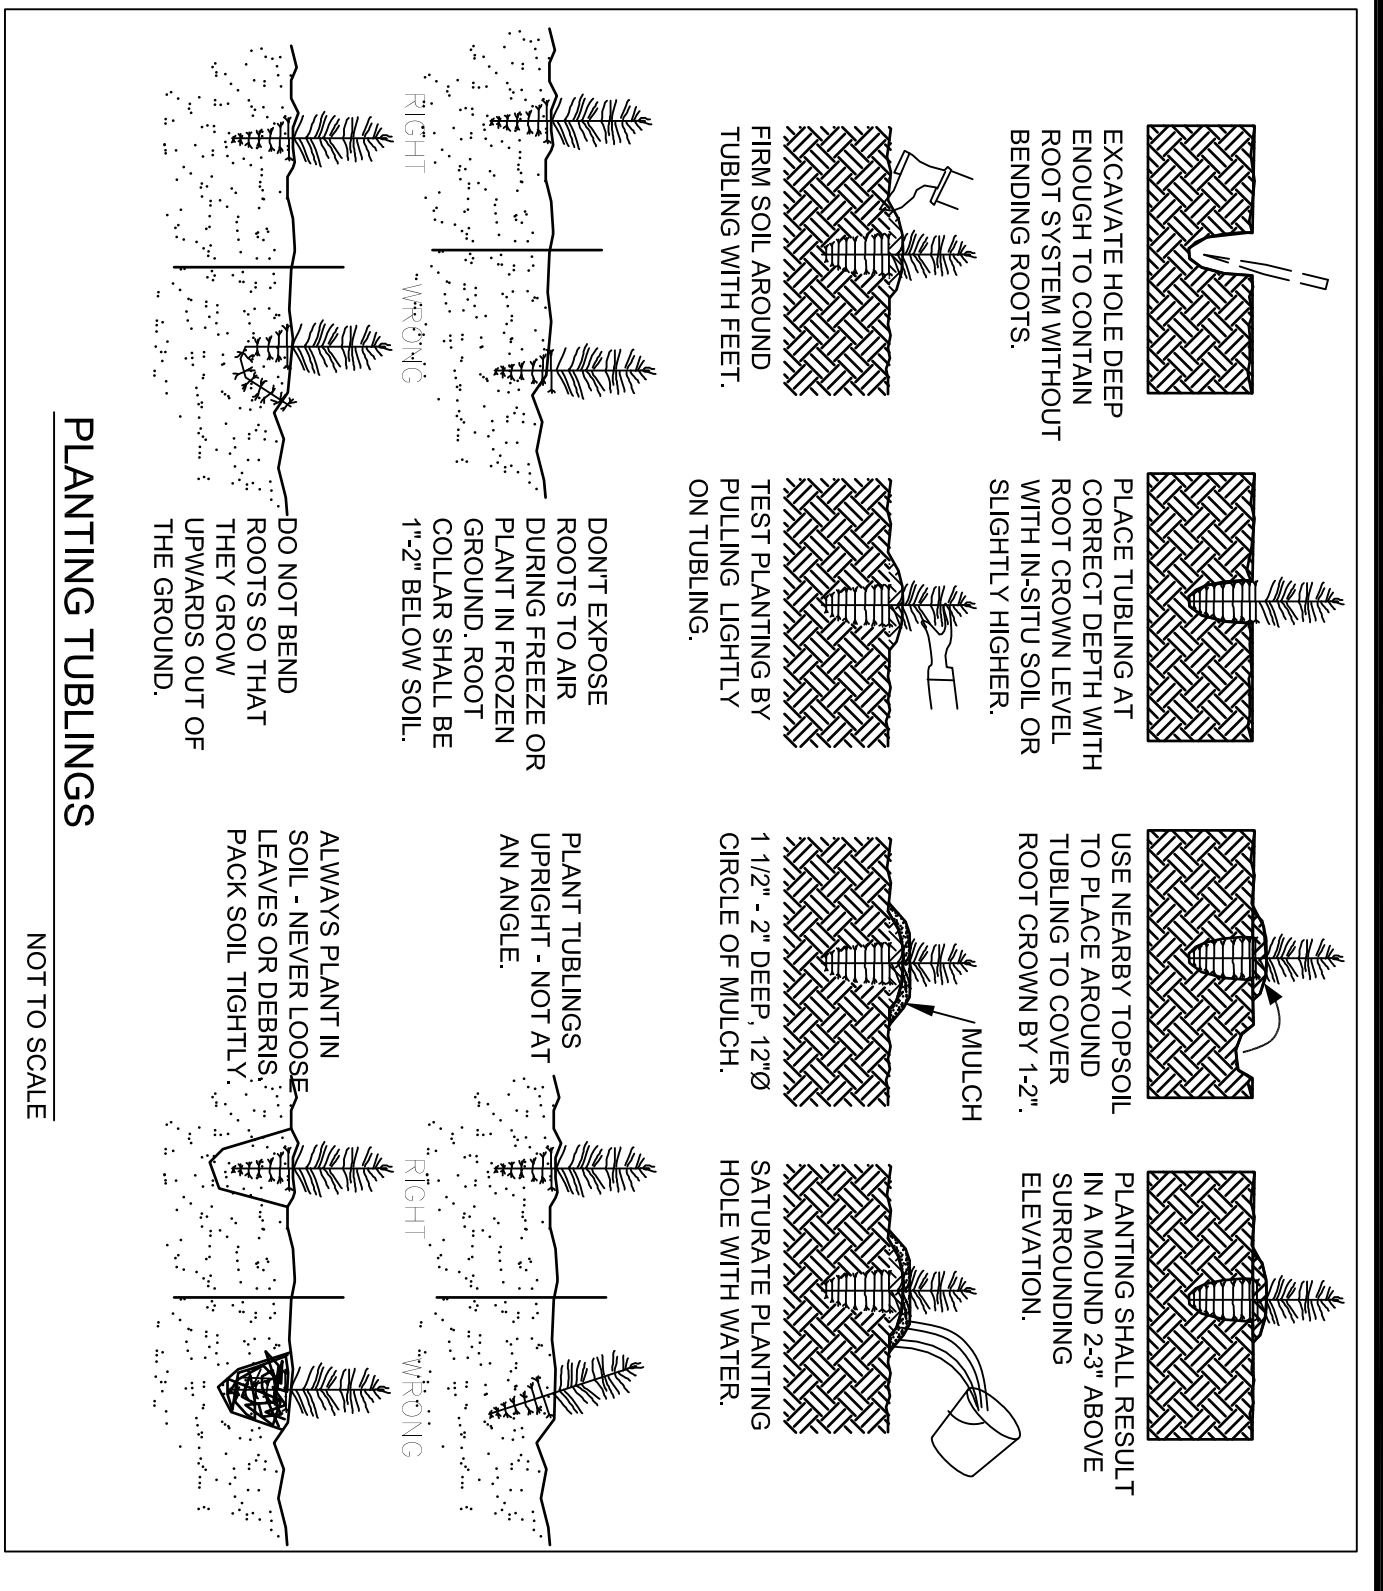 EXCAVATE HOLE DEEP
ENOUGH TO CONTAIN
ROOT SYSTEM WITHOUT
BENDING ROOTS.
PLACE TUBLING AT
CORRECT DEPTH WITH
ROOT CROWN LEVEL
WITH IN-SITU SOIL OR
SLIGHTLY HIGHER.
USE NEARBY TOPSOIL
TO PLACE AROUND
TUBLING TO COVER
ROOT CROWN BY 1-2".
PLANTING SHALL RESULT
IN A MOUND 2-3" ABOVE
SURROUNDING
ELEVATION.
FIRM SOIL AROUND
TUBLING WITH FEET.
TEST PLANTING BY
PULLING LIGHTLY
ON TUBLING.
MULCH
1 1/2" - 2" DEEP, 12"Ø
CIRCLE OF MULCH.
SATURATE PLANTING
HOLE WITH WATER.
RIGHT
WRONG
DON'T EXPOSE
ROOTS TO AIR
DURING FREEZE OR
PLANT IN FROZEN
GROUND. ROOT
COLLAR SHALL BE
1"-2" BELOW SOIL.
PLANT TUBLINGS
UPRIGHT - NOT AT
AN ANGLE.
RIGHT
WRONG
DO NOT BEND
ROOTS SO THAT
THEY GROW
UPWARDS OUT OF
THE GROUND.
ALWAYS PLANT IN
SOIL - NEVER LOOSE
LEAVES OR DEBRIS.
PACK SOIL TIGHTLY.
PLANTING TUBLINGS
NOT TO SCALE